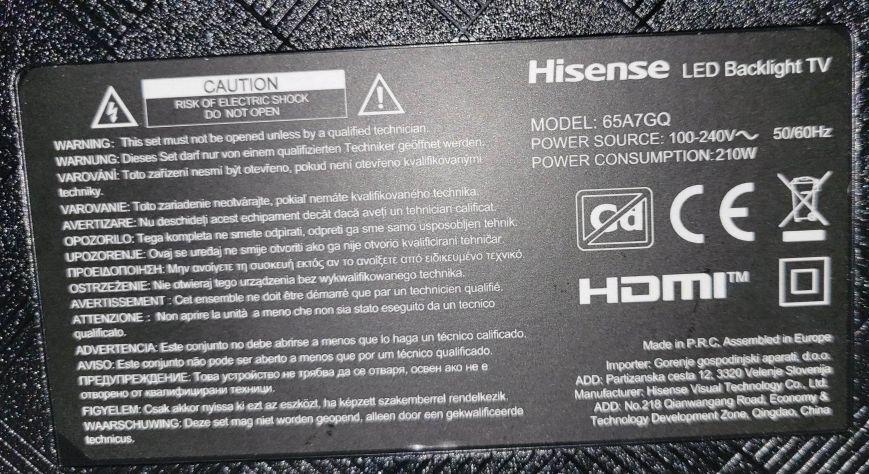 CAUTION
RISK OF ELECTRIC SHOCK
DO NOT OPEN
WARNING: This set must not be opened unless by a qualified technician.
WARNUNG: Dieses Set darf nur von einem qualifizierten Techniker geöffnet werden.
VAROVÁNÍ: Toto zařízení nesmí být otevřeno, pokud není otevřeno kvalifikovanými
techniky.
VAROVANIE: Toto zariadenie neotvárajte, pokiaľ nemáte kvalifikovaného technika.
AVERTIZARE: Nu deschideți acest echipament decât dacă aveți un tehnician calificat.
OPOZORILO: Tega kompleta ne smete odpirati, odpreti ga sme samo usposobljen tehnik.
UPOZORENJE: Ovaj se uređaj ne smije otvoriti ako ga nije otvorio kvalificirani tehničar.
ΠΡΟΕΙΔΟΠΟΙΗΣΗ: Μην ανοίγετε τη συσκευή εκτός αν το ανοίξετε από ειδικευμένο τεχνικό.
OSTRZEŻENIE: Nie otwieraj tego urządzenia bez wykwalifikowanego technika.
AVERTISSEMENT : Cet ensemble ne doit être démarré que par un technicien qualifié.
ATTENZIONE : Non aprire la unità a meno che non sia stato eseguito da un tecnico
qualificato.
ADVERTENCIA: Este conjunto no debe abrirse a menos que lo haga un técnico calificado.
AVISO: Este conjunto não pode ser aberto a menos que por um técnico qualificado.
ПРЕДУПРЕЖДЕНИЕ: Това устройство не трябва да се отваря, освен ако не е
отворено от квалифицирани техници.
FIGYELEM: Csak akkor nyissa ki ezt az eszközt, ha képzett szakemberrel rendelkezik.
WAARSCHUWING: Deze set mag niet worden geopend, alleen door een gekwalificeerde
technicus.
Hisense LED Backlight TV
MODEL: 65A7GQ
POWER SOURCE: 100-240V～ 50/60Hz
POWER CONSUMPTION:210W
Cd CE
HDMI™
Made in P.R.C. Assembled in Europe
Importer: Gorenje gospodinjski aparati, d.o.o.
ADD: Partizanska cesta 12, 3320 Velenje Slovenija
Manufacturer: Hisense Visual Technology Co., Ltd.
ADD: No.218 Qianwangang Road, Economy &
Technology Development Zone, Qingdao, China